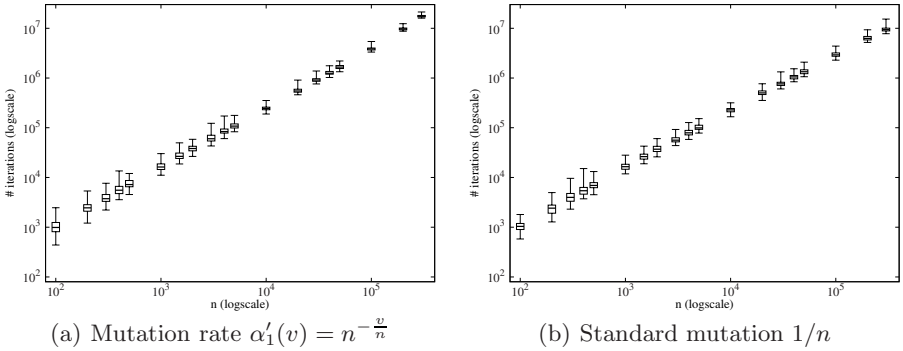 10^7
10^6
10^5
10^4
10^3
10^2
# iterations (logscale)
10^2 10^3 10^4 10^5
n (logscale)
(a) Mutation rate α′₁(v) = n^{-v/n}
10^7
10^6
10^5
10^4
10^3
10^2
# iterations (logscale)
10^2 10^3 10^4 10^5
n (logscale)
(b) Standard mutation 1/n